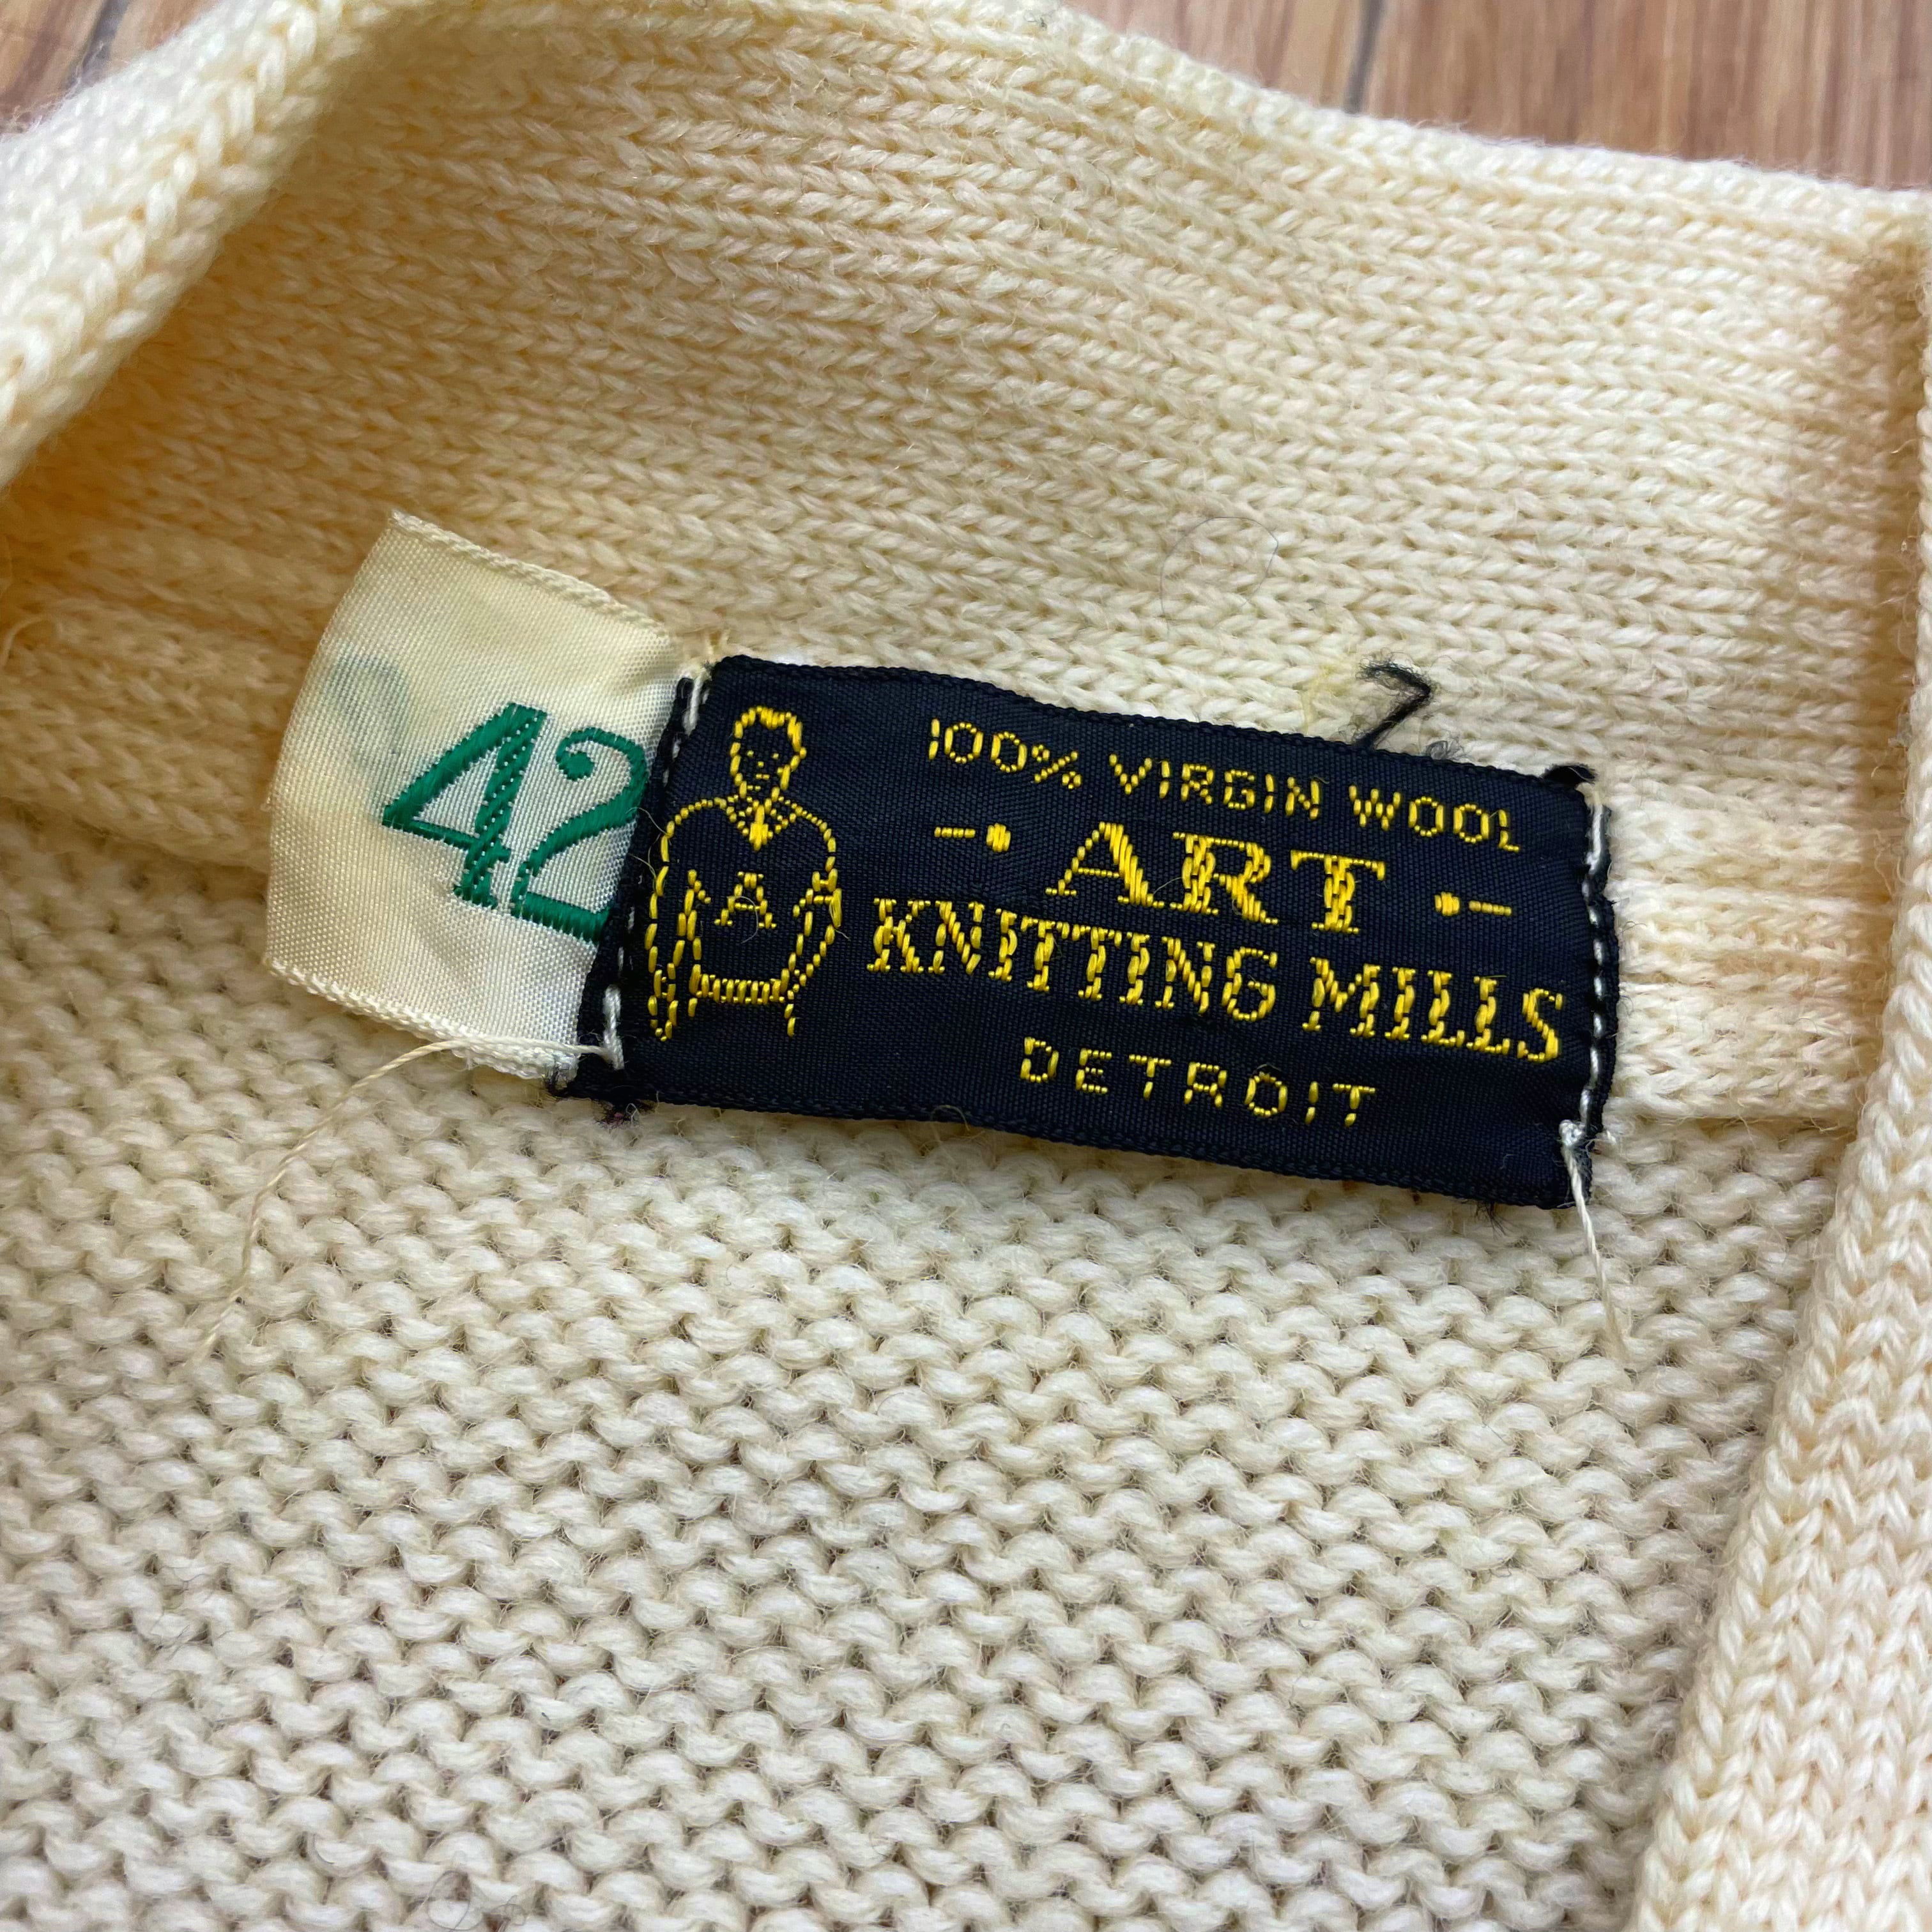 42
100% VIRGIN WOOL
ART
KNITTING MILLS
DETROIT
A